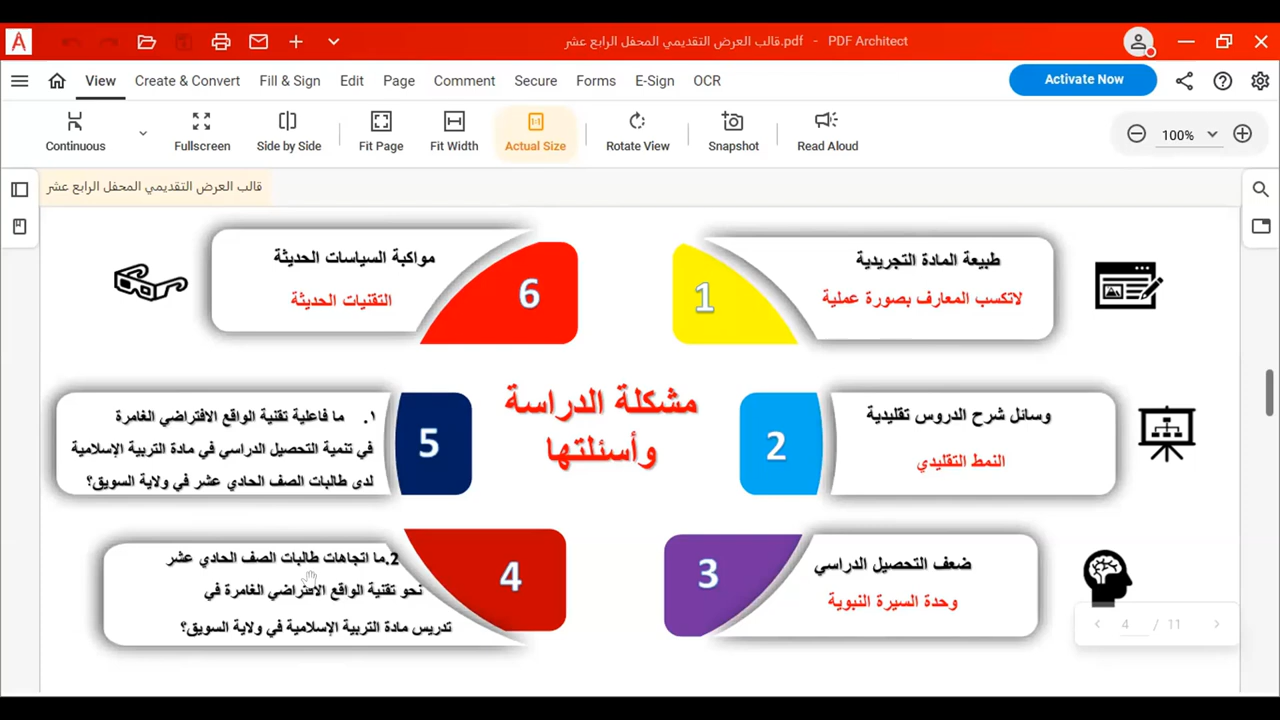 قالب العرض التقديمي المحفل الرابع عشر.pdf - PDF Architect
View Create & Convert Fill & Sign Edit Page Comment Secure Forms E-Sign OCR
Activate Now
Continuous Fullscreen Side by Side Fit Page Fit Width Actual Size Rotate View Snapshot Read Aloud
100%
قالب العرض التقديمي المحفل الرابع عشر
مشكلة الدراسة
وأسئلتها
1
طبيعة المادة التجريدية
لاتكسب المعارف بصورة عملية
2
وسائل شرح الدروس تقليدية
النمط التقليدي
3
ضعف التحصيل الدراسي
وحدة السيرة النبوية
6
مواكبة السياسات الحديثة
التقنيات الحديثة
5
١. ما فاعلية تقنية الواقع الافتراضي الغامرة
في تنمية التحصيل الدراسي في مادة التربية الإسلامية
لدى طالبات الصف الحادي عشر في ولاية السويق؟
4
2.ما اتجاهات طالبات الصف الحادي عشر
نحو تقنية الواقع الافتراضي الغامرة في
تدريس مادة التربية الإسلامية في ولاية السويق؟
4 / 11